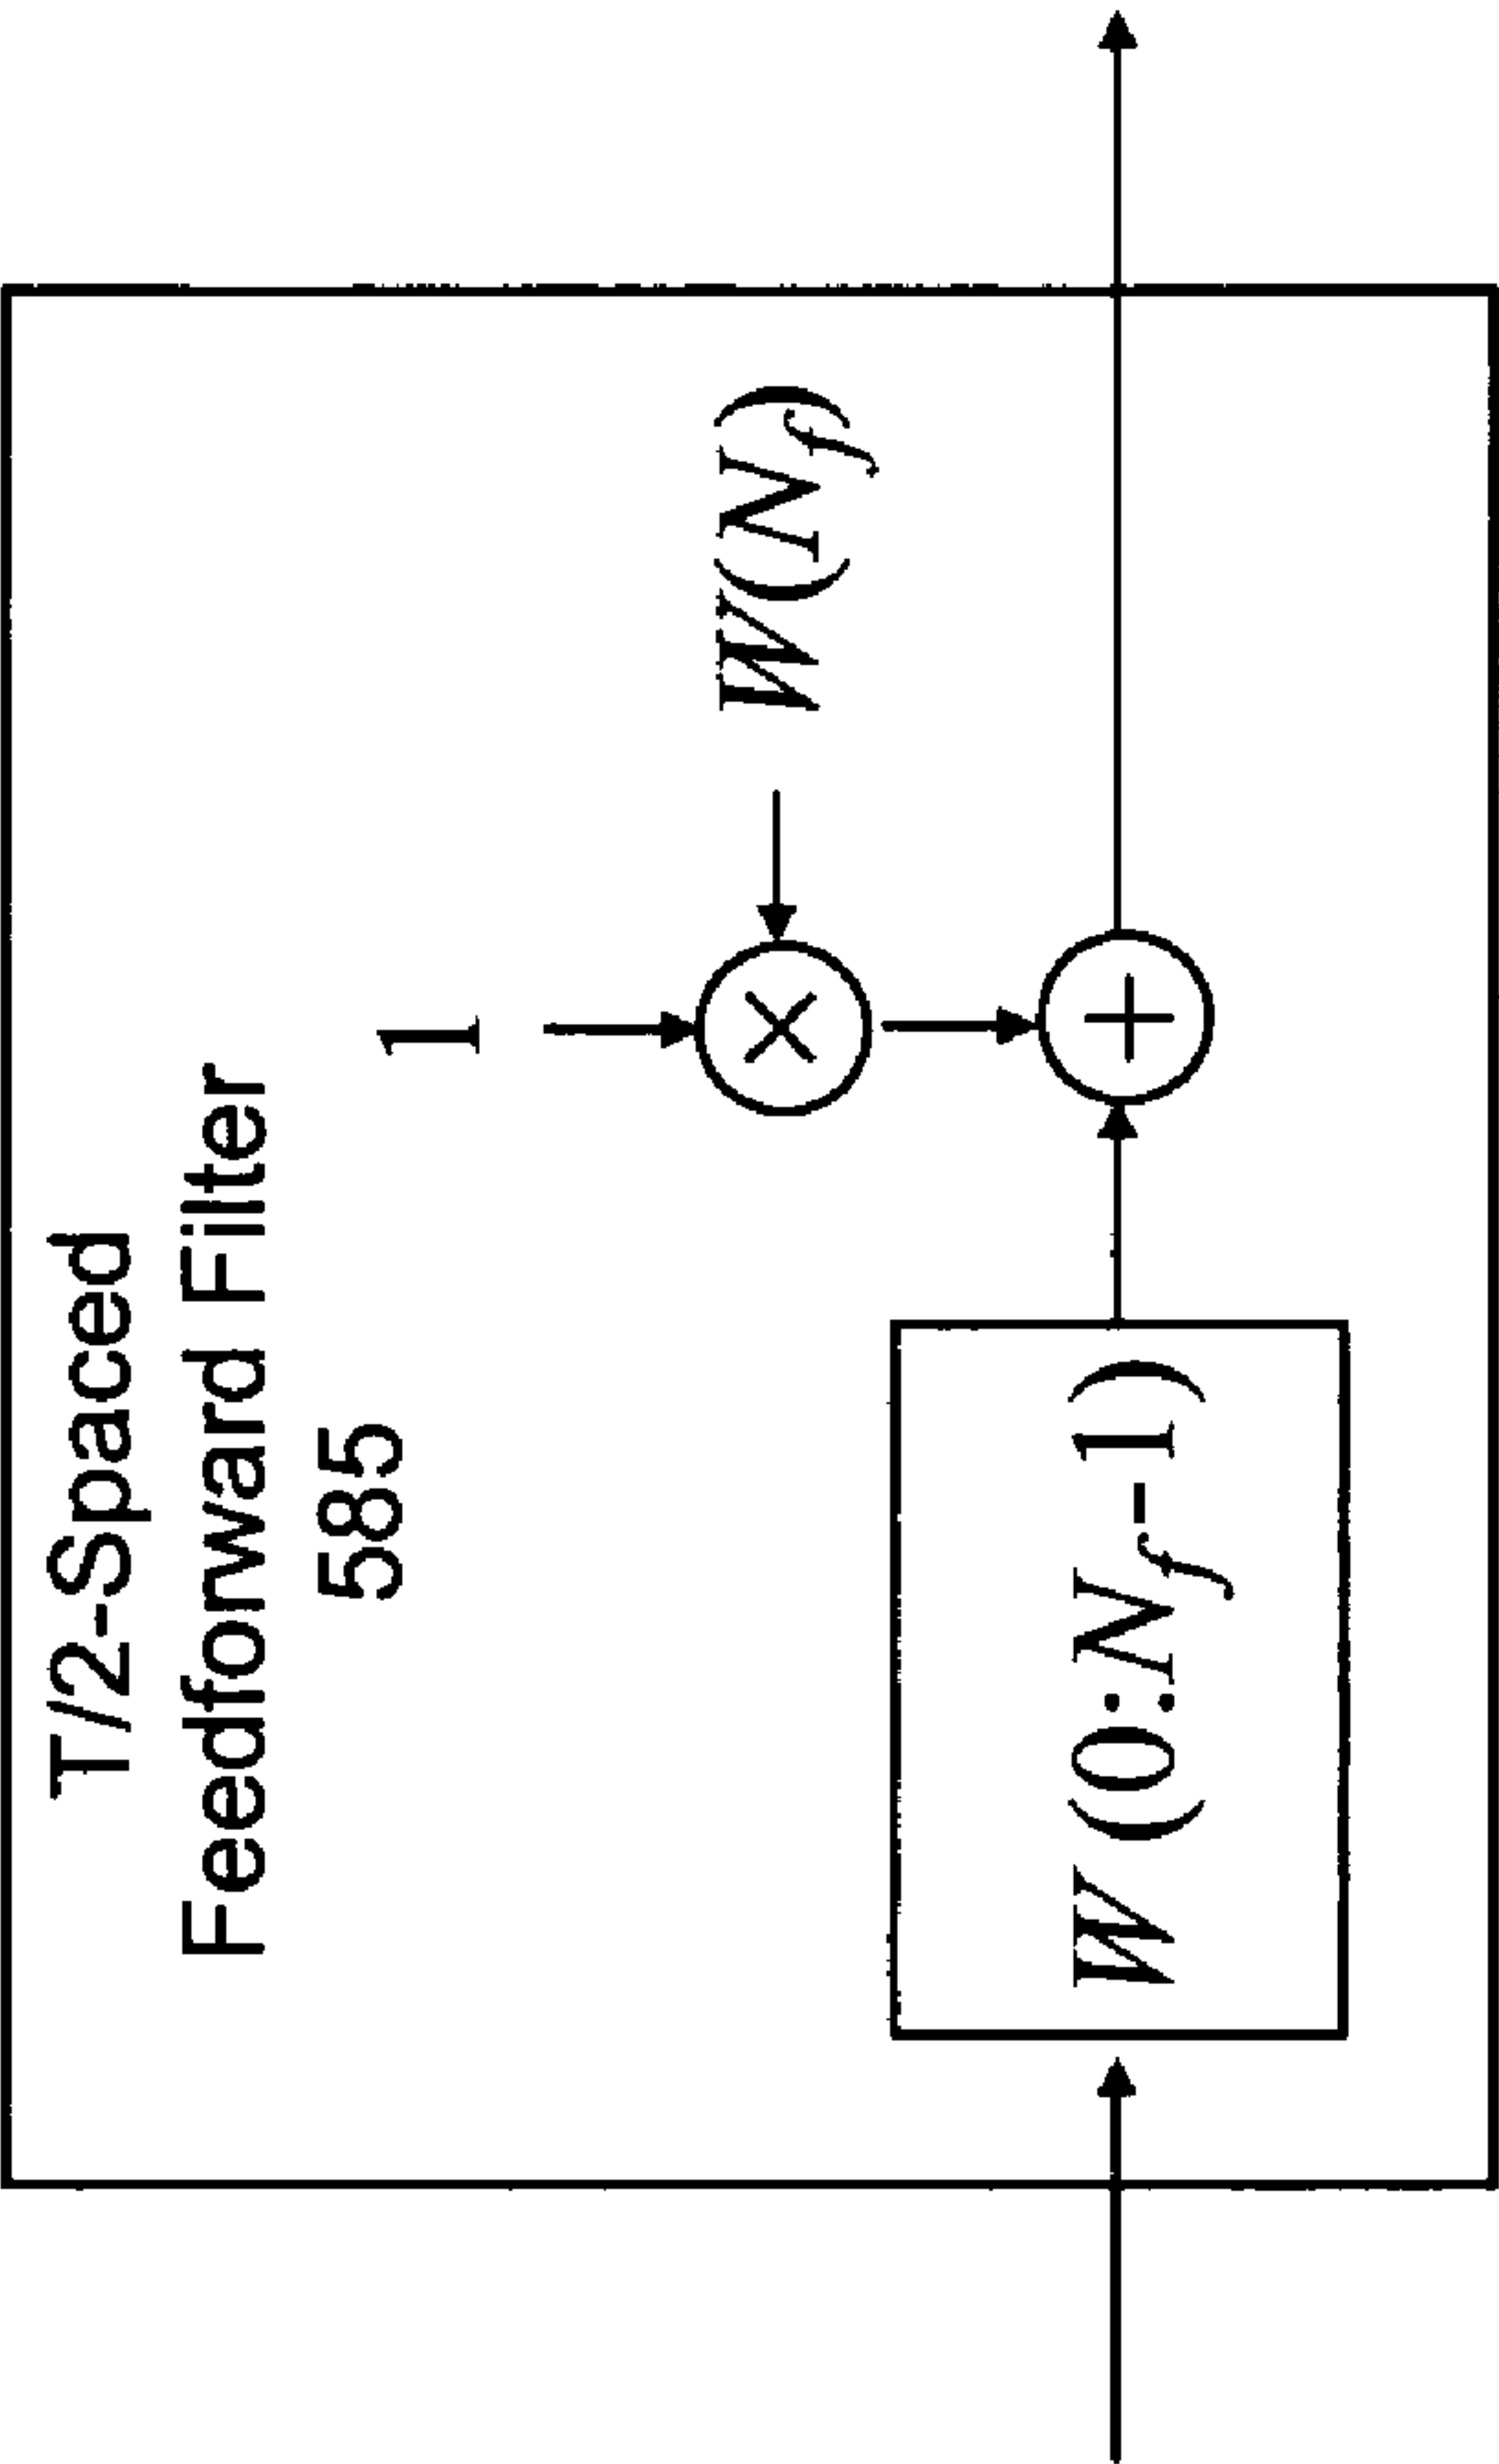 T/2-Spaced
Feedforward Filter
585
1
×
W(N_f)
+
W (0:N_f-1)